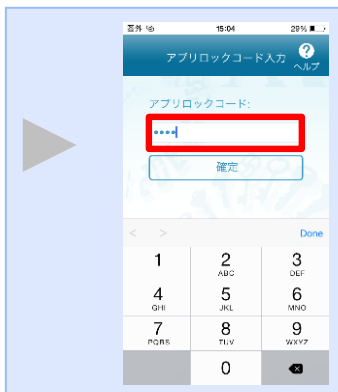 圏外 15:04 29%
アプリロックコード入力 ? ヘルプ
アプリロックコード:
••••
確定
< > Done
1 2 3
ABC DEF
4 5 6
GHI JKL MNO
7 8 9
PQRS TUV WXYZ
0